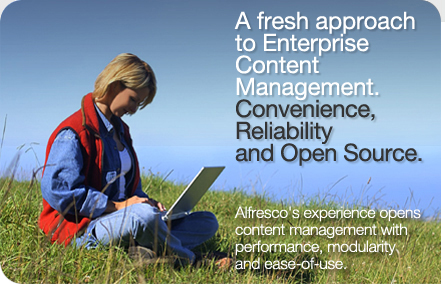 A fresh approach
to Enterprise
Content
Management.
Convenience,
Reliability
and Open Source.
Alfresco's experience opens
content management with
performance, modularity
and ease-of-use.